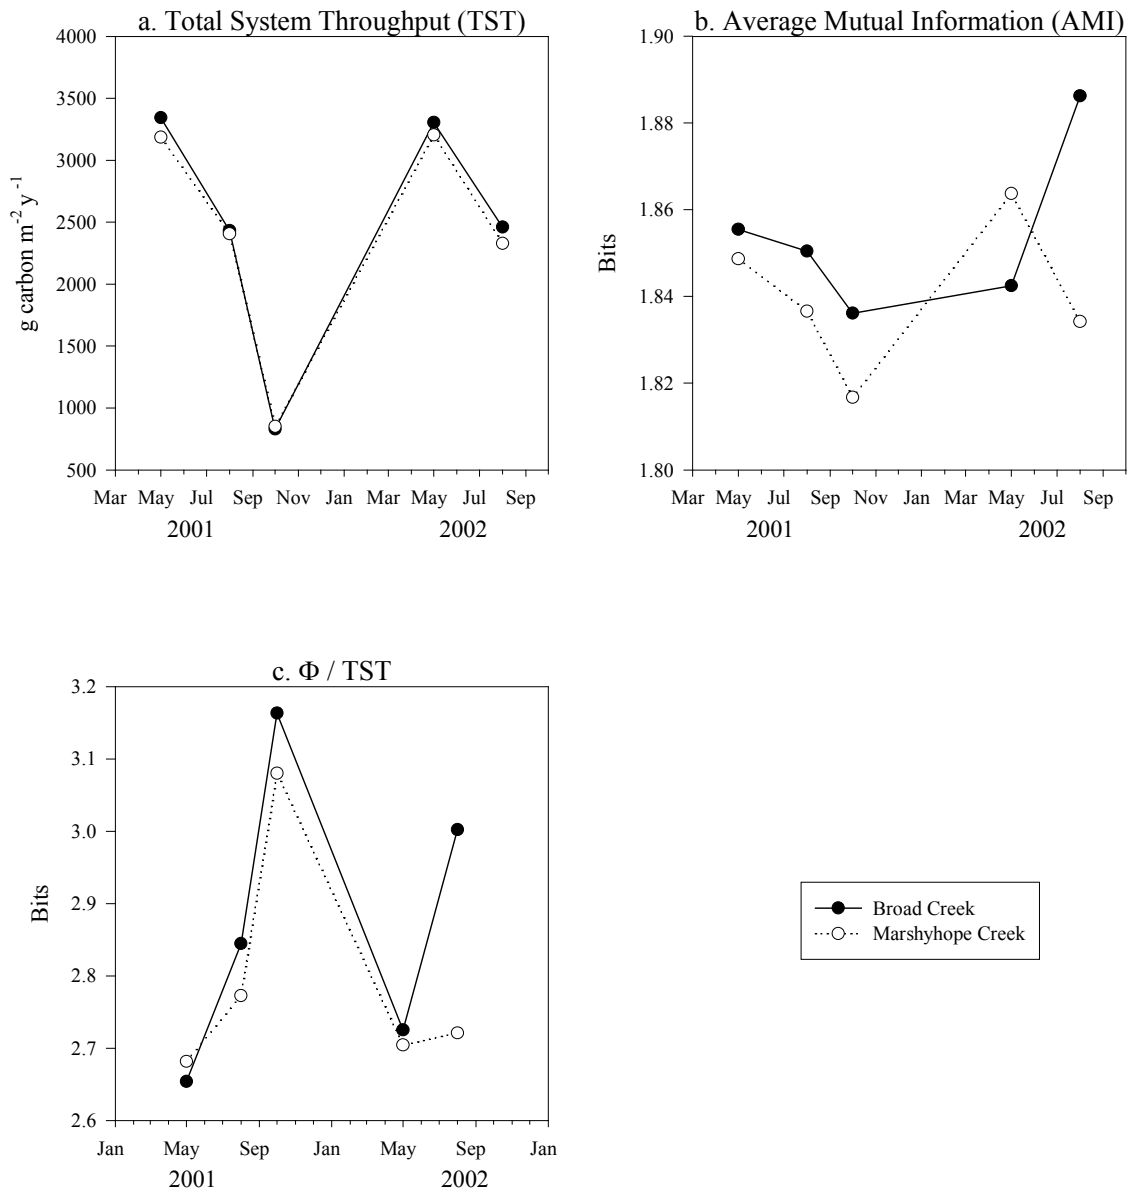 a. Total System Throughput (TST)
g carbon m⁻² y ⁻¹
4000
3500
3000
2500
2000
1500
1000
500
Mar May Jul Sep Nov Jan Mar May Jul Sep
2001 2002
b. Average Mutual Information (AMI)
Bits
1.90
1.88
1.86
1.84
1.82
1.80
Mar May Jul Sep Nov Jan Mar May Jul Sep
2001 2002
c. Φ / TST
Bits
3.2
3.1
3.0
2.9
2.8
2.7
2.6
Jan May Sep Jan May Sep Jan
2001 2002
Broad Creek
Marshyhope Creek